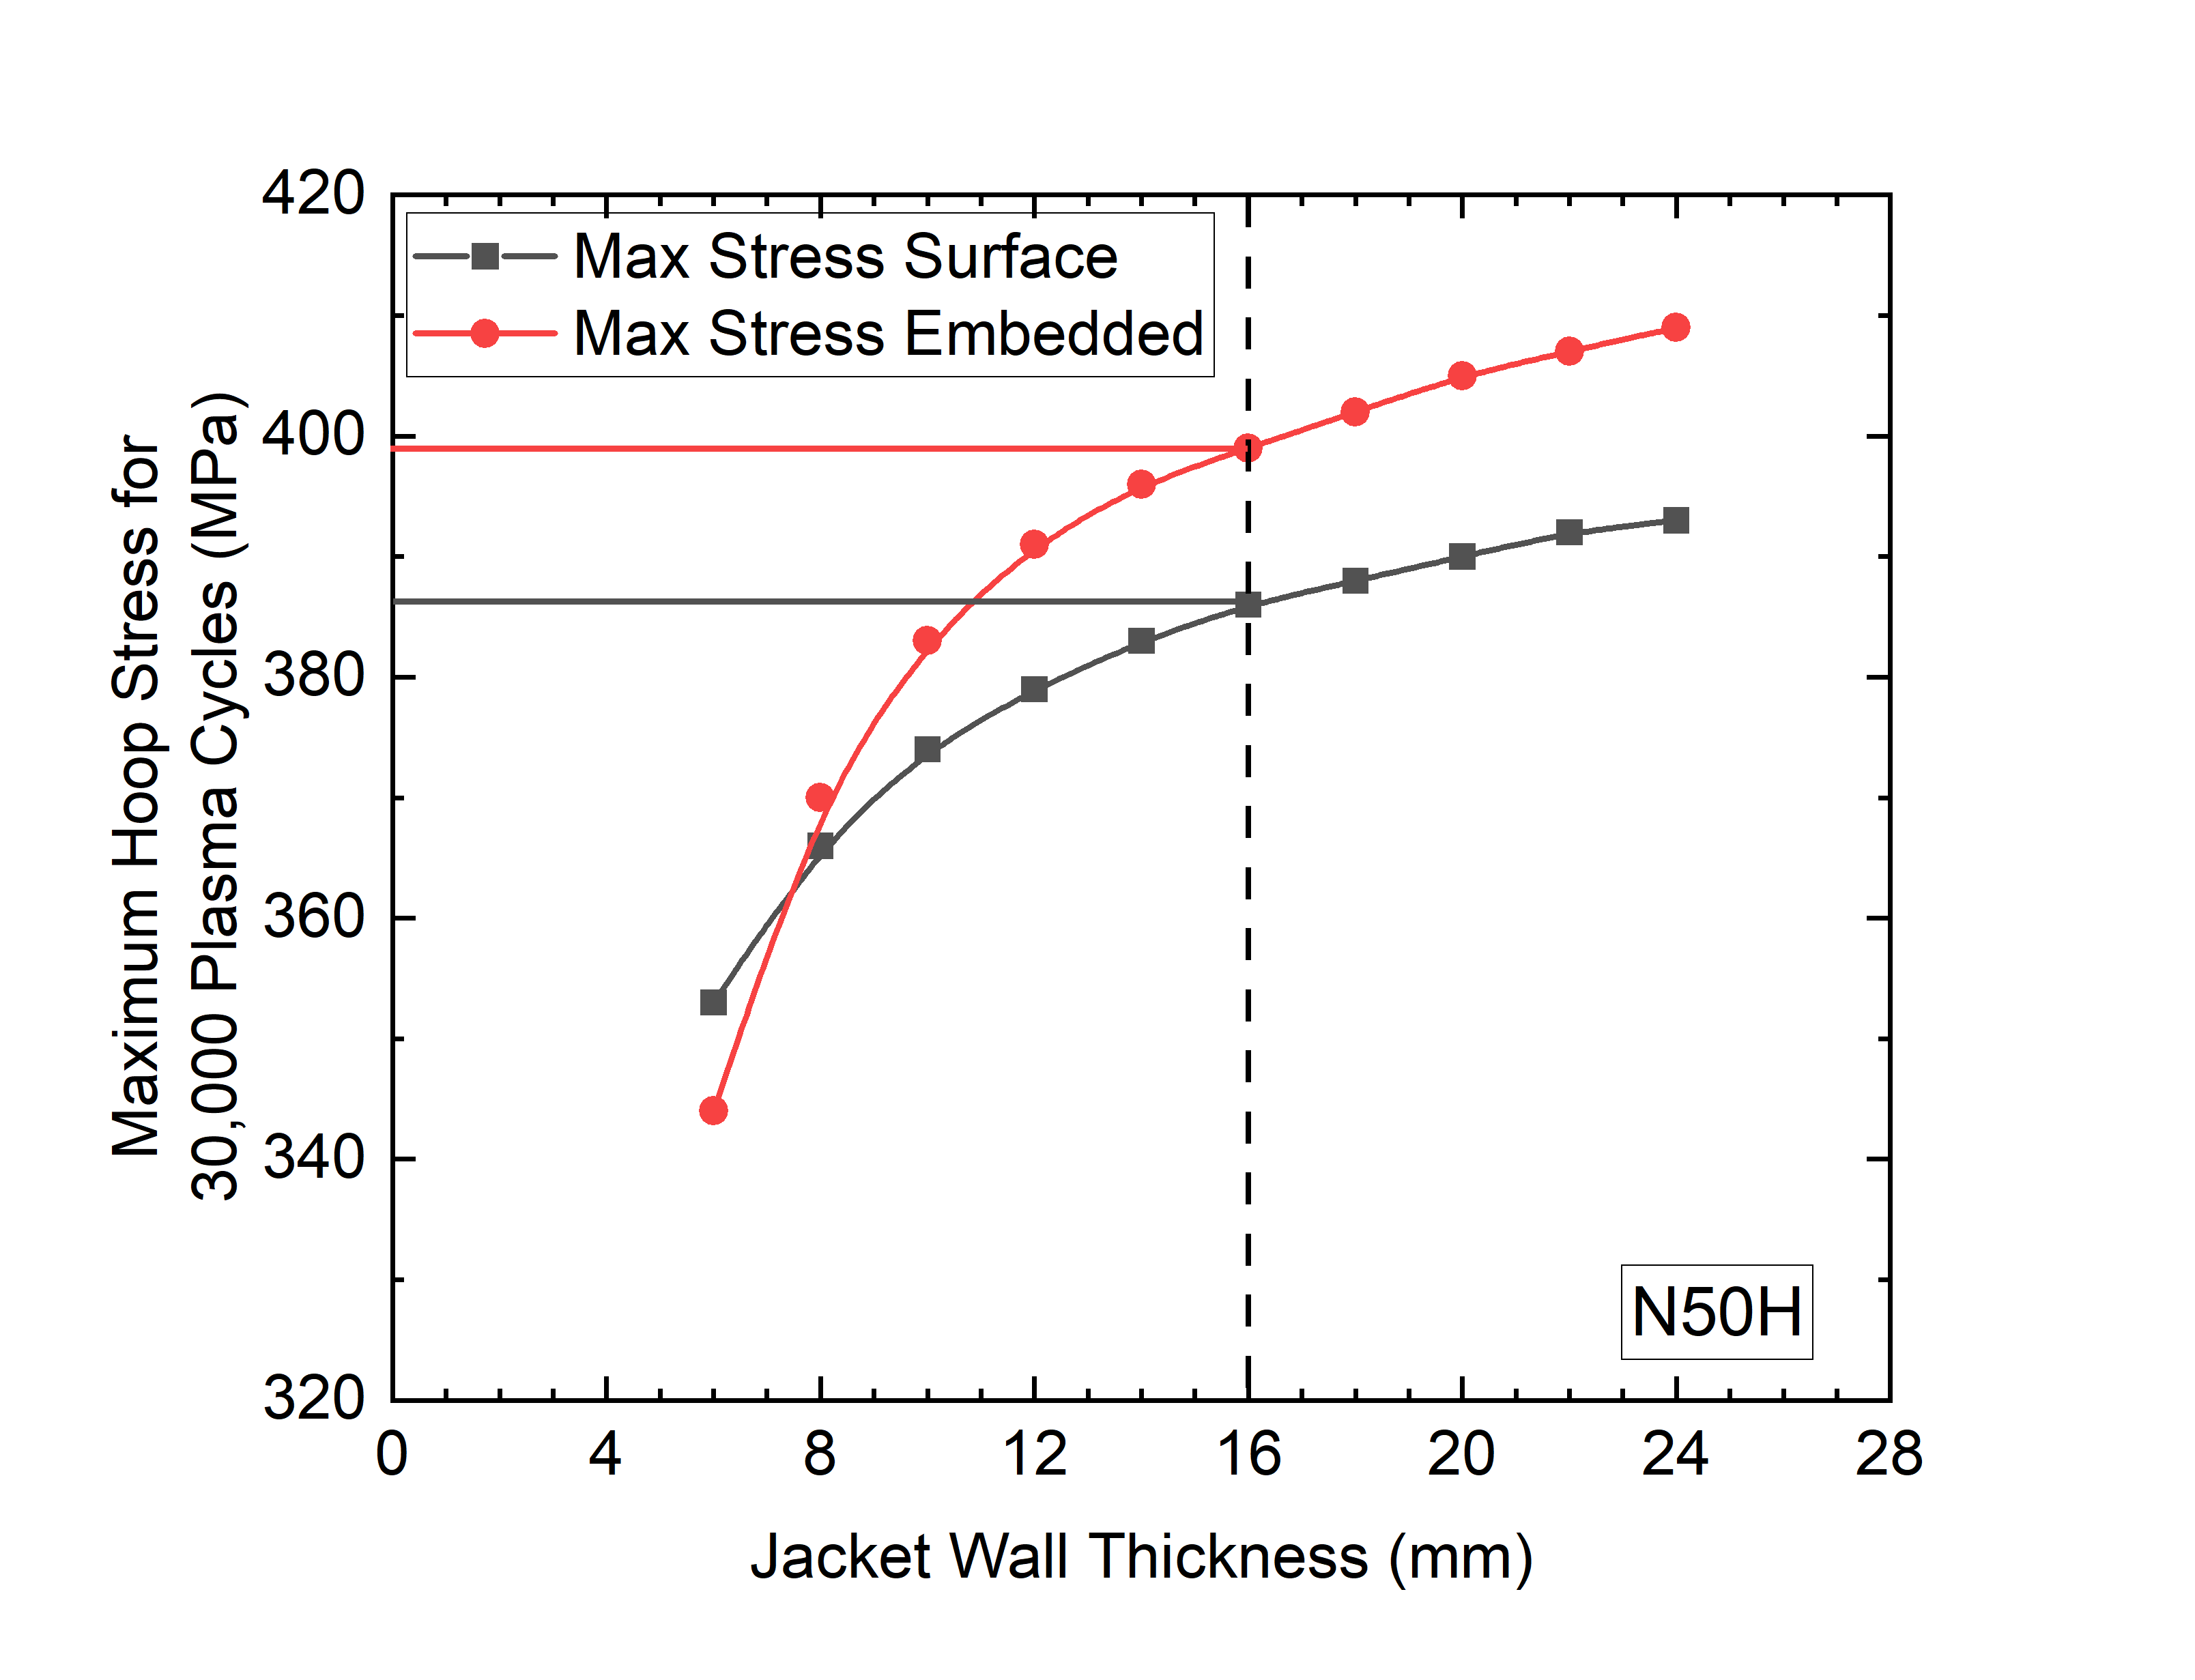 420
400
380
360
340
320
Maximum Hoop Stress for
30,000 Plasma Cycles (MPa)
Max Stress Surface
Max Stress Embedded
N50H
0 4 8 12 16 20 24 28
Jacket Wall Thickness (mm)